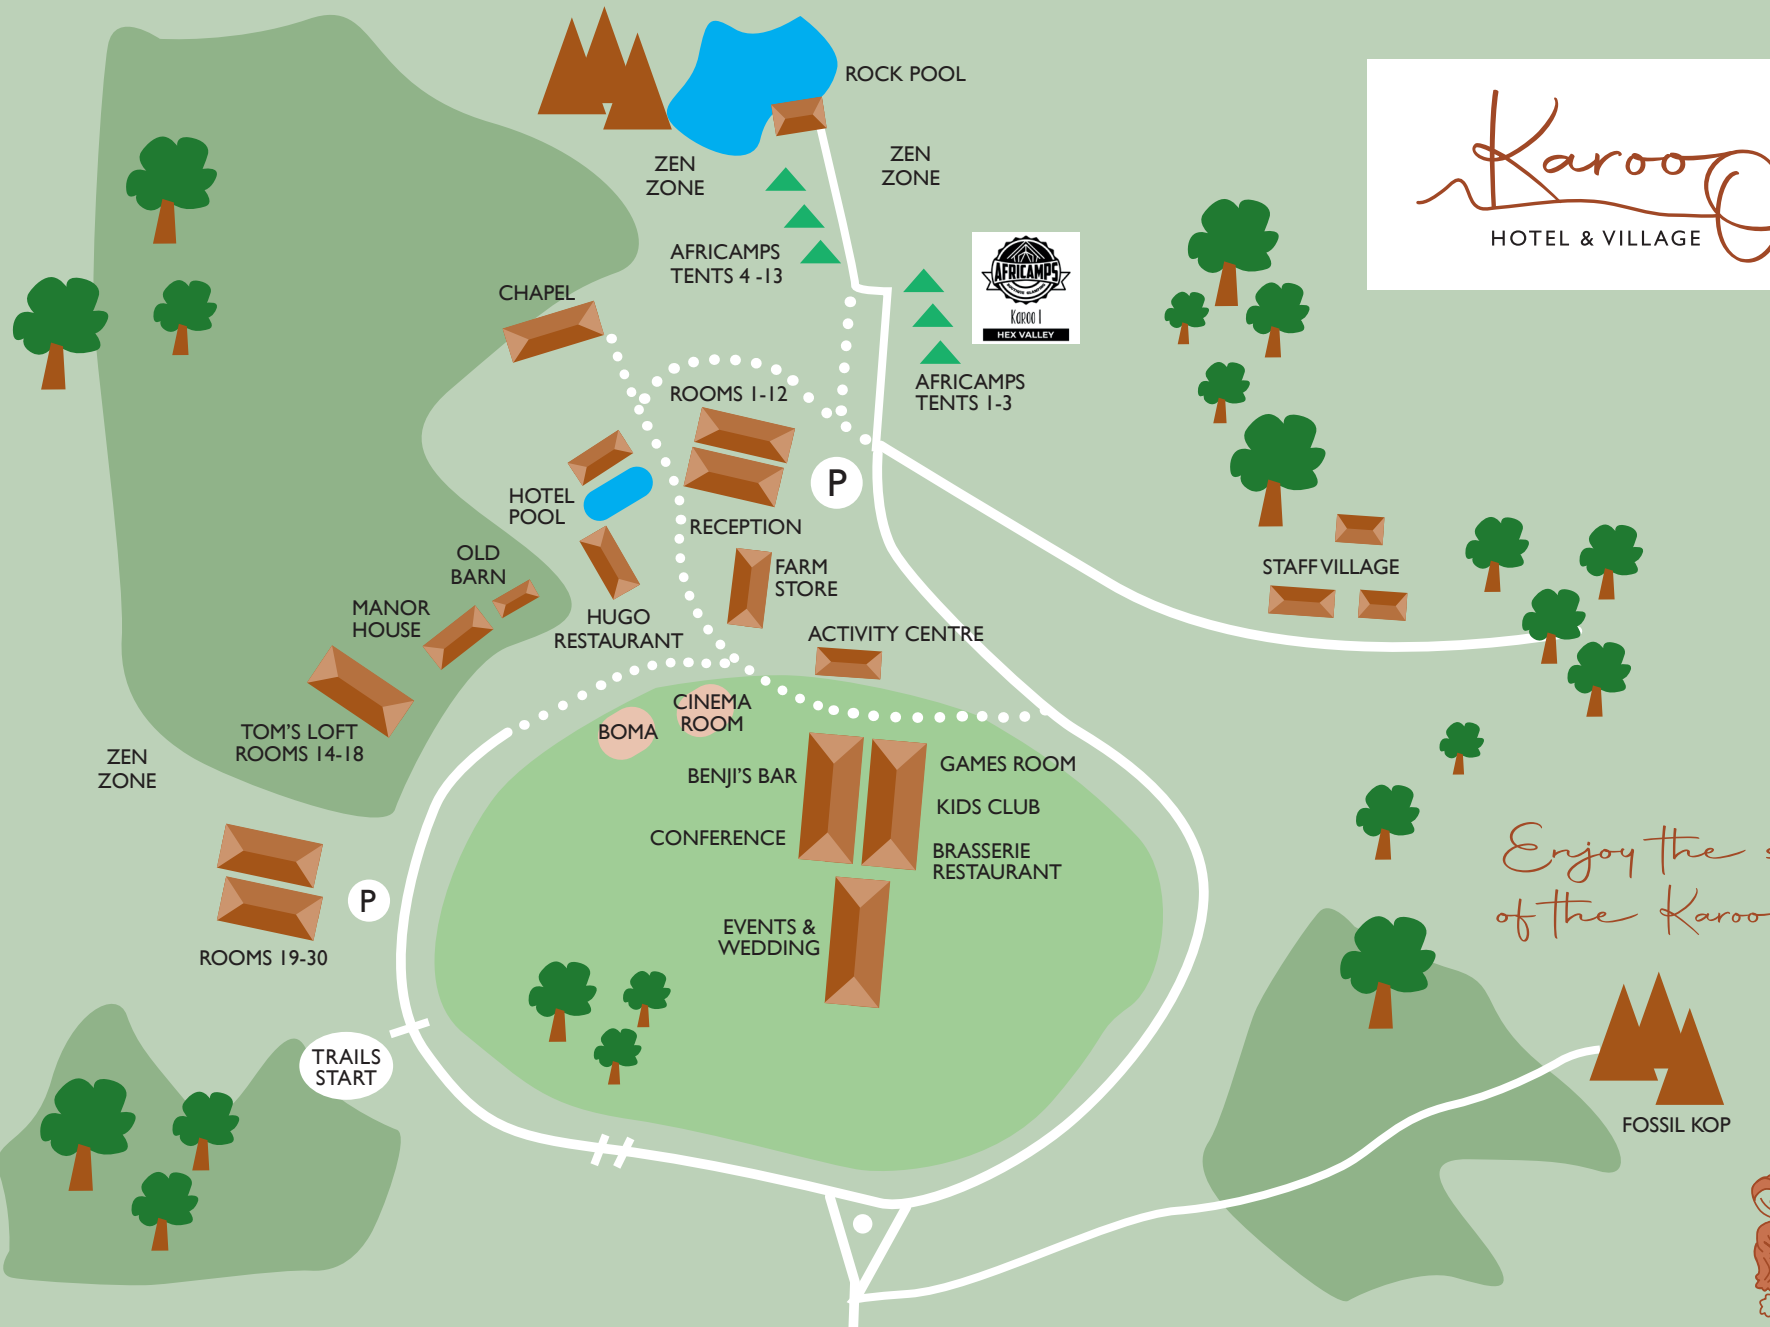 ROCK POOL
ZEN
ZONE
ZEN
ZONE
Karoo
HOTEL & VILLAGE
AFRICAMPS
TENTS 4 -13
AFRICAMPS
Karoo 1
HEX VALLEY
CHAPEL
AFRICAMPS
TENTS 1-3
ROOMS 1-12
P
HOTEL
POOL
RECEPTION
OLD
BARN
FARM
STORE
STAFF VILLAGE
MANOR
HOUSE
HUGO
RESTAURANT
ACTIVITY CENTRE
CINEMA
ROOM
BOMA
TOM'S LOFT
ROOMS 14-18
ZEN
ZONE
BENJI'S BAR
GAMES ROOM
KIDS CLUB
CONFERENCE
BRASSERIE
RESTAURANT
Enjoy the
of the Karoo
P
EVENTS &
WEDDING
ROOMS 19-30
TRAILS
START
FOSSIL KOP